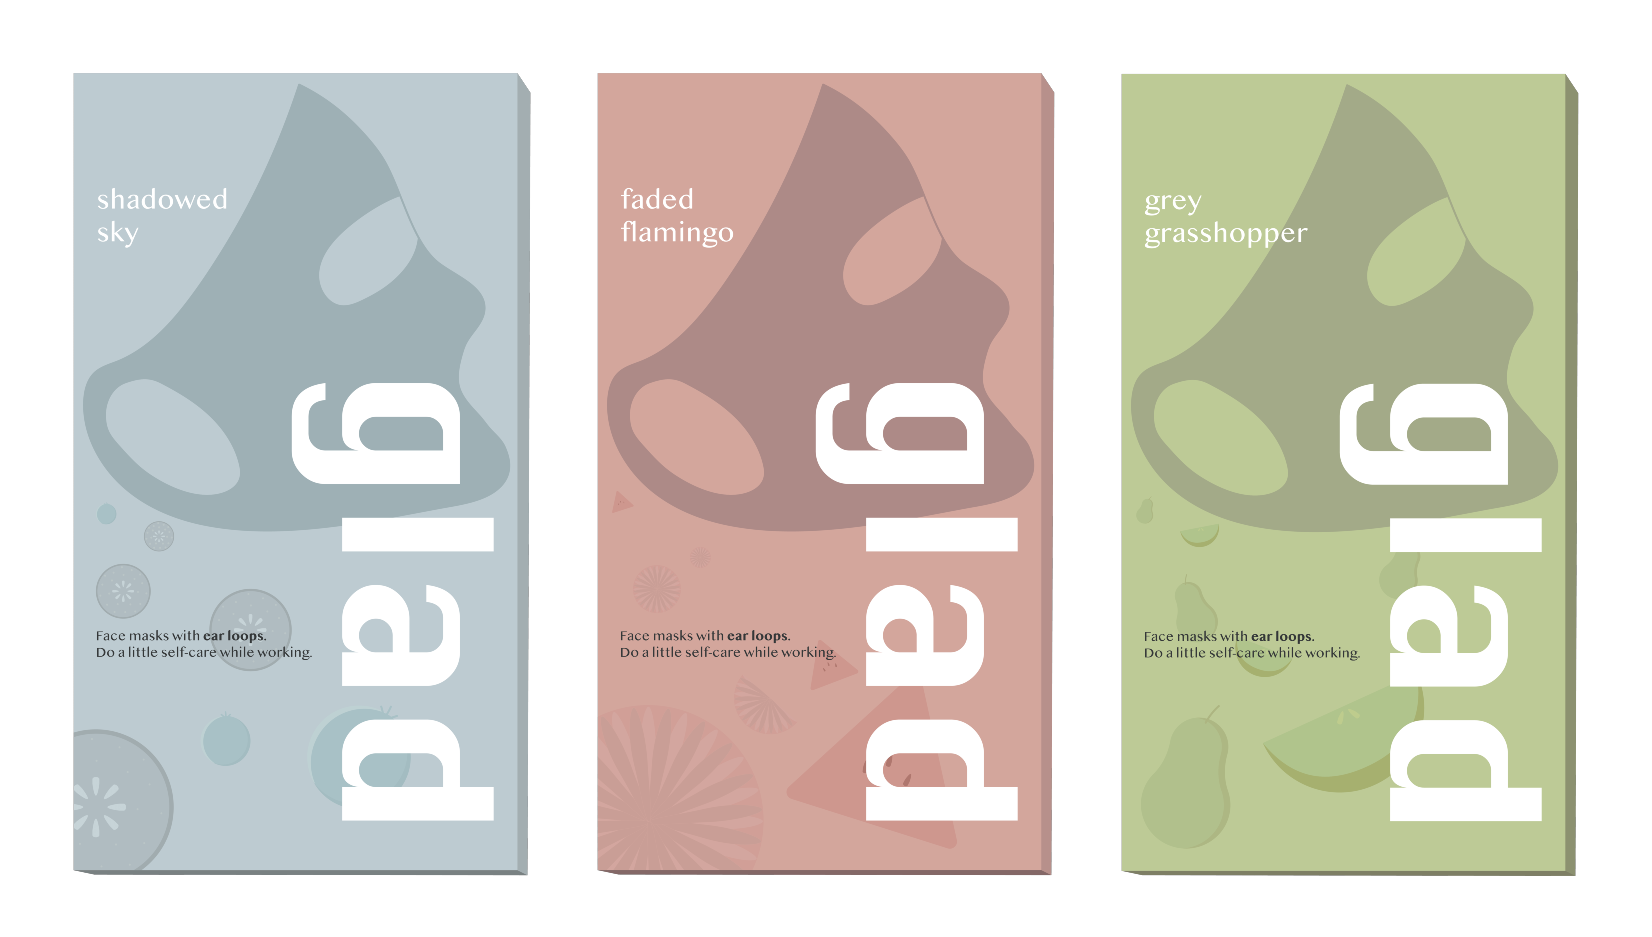 shadowed
sky
glad
Face masks with ear loops.
Do a little self-care while working.
faded
flamingo
glad
Face masks with ear loops.
Do a little self-care while working.
grey
grasshopper
glad
Face masks with ear loops.
Do a little self-care while working.